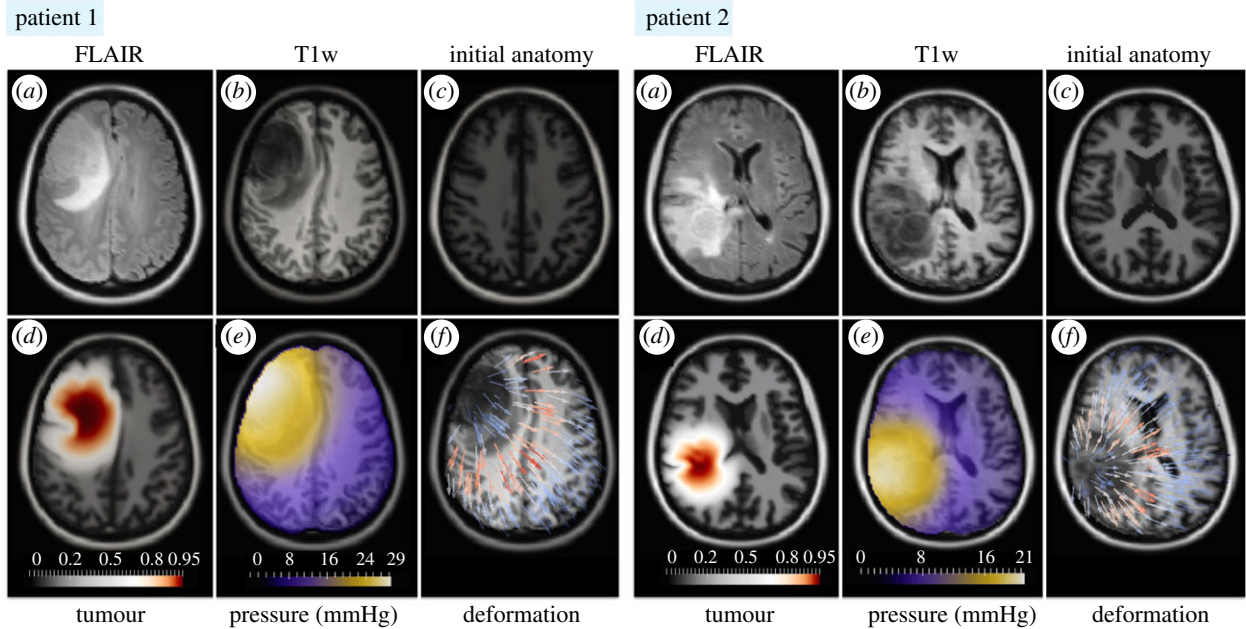 patient 1
patient 2
FLAIR T1w initial anatomy
FLAIR T1w initial anatomy
(a) (b) (c)
(a) (b) (c)
(d) (e) (f)
(d) (e) (f)
0 0.2 0.5 0.8 0.95
0 8 16 24 29
0 0.2 0.5 0.8 0.95
0 8 16 21
tumour pressure (mmHg) deformation
tumour pressure (mmHg) deformation